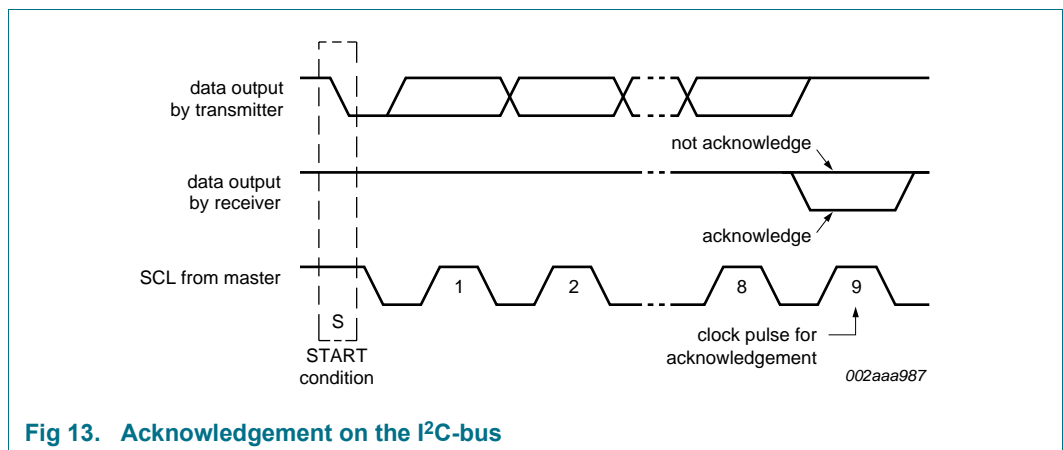 data output
by transmitter
not acknowledge
data output
by receiver
acknowledge
SCL from master
1
2
8
9
S
START
condition
clock pulse for
acknowledgement
002aaa987
Fig 13. Acknowledgement on the I²C-bus